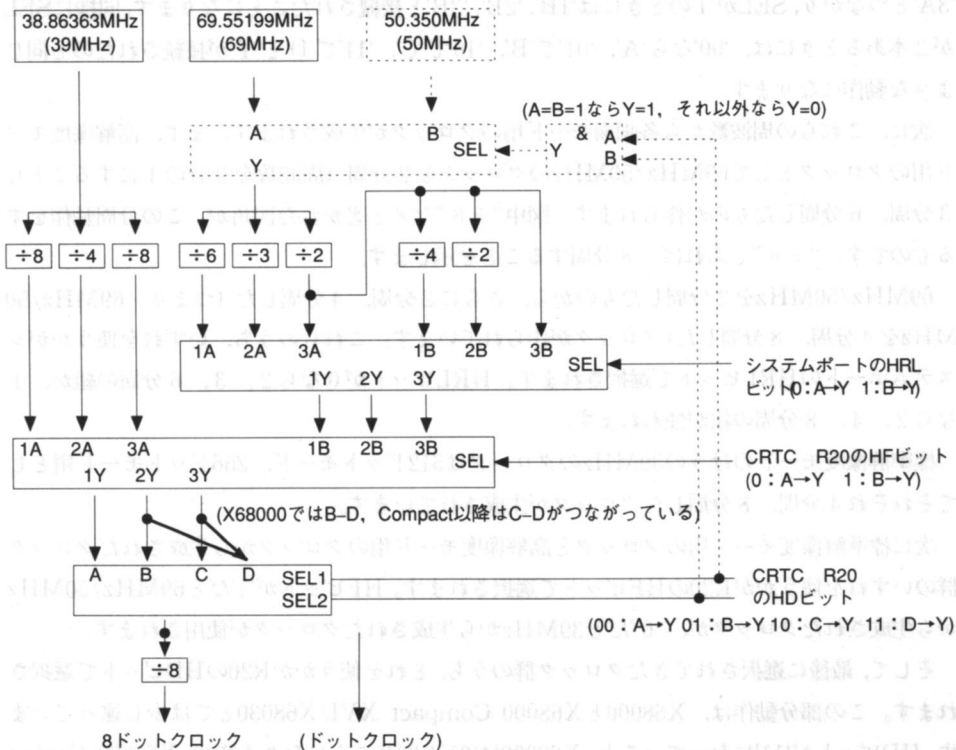 38.86363MHz
(39MHz)
69.55199MHz
(69MHz)
50.350MHz
(50MHz)
(A=B=1ならY=1, それ以外ならY=0)
A B
SEL
Y
Y & A
B
÷8 ÷4 ÷8 ÷6 ÷3 ÷2 ÷4 ÷2
1A 2A 3A 1B 2B 3B
1Y 2Y 3Y
SEL
システムポートのHRL
ビット(0:A→Y 1:B→Y)
1A 2A 3A 1B 2B 3B
1Y 2Y 3Y
SEL
CRTC R20のHFビット
(0:A→Y 1:B→Y)
(X68000ではB–D, Compact以降はC–Dがつながっている)
A B C D SEL1
SEL2
CRTC R20
のHDビット
(00:A→Y 01:B→Y 10:C→Y 11:D→Y)
÷8
8ドットクロック (ドットクロック)